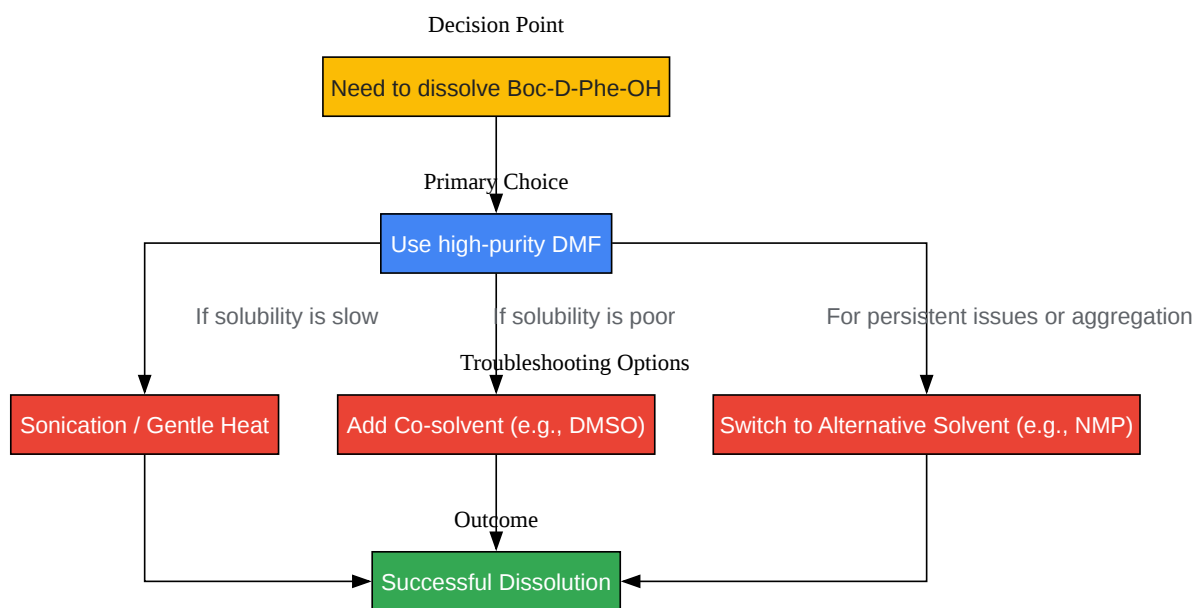 Decision Point
Need to dissolve Boc-D-Phe-OH
Primary Choice
Use high-purity DMF
If solubility is slow
If solubility is poor
For persistent issues or aggregation
Troubleshooting Options
Sonication / Gentle Heat
Add Co-solvent (e.g., DMSO)
Switch to Alternative Solvent (e.g., NMP)
Outcome
Successful Dissolution